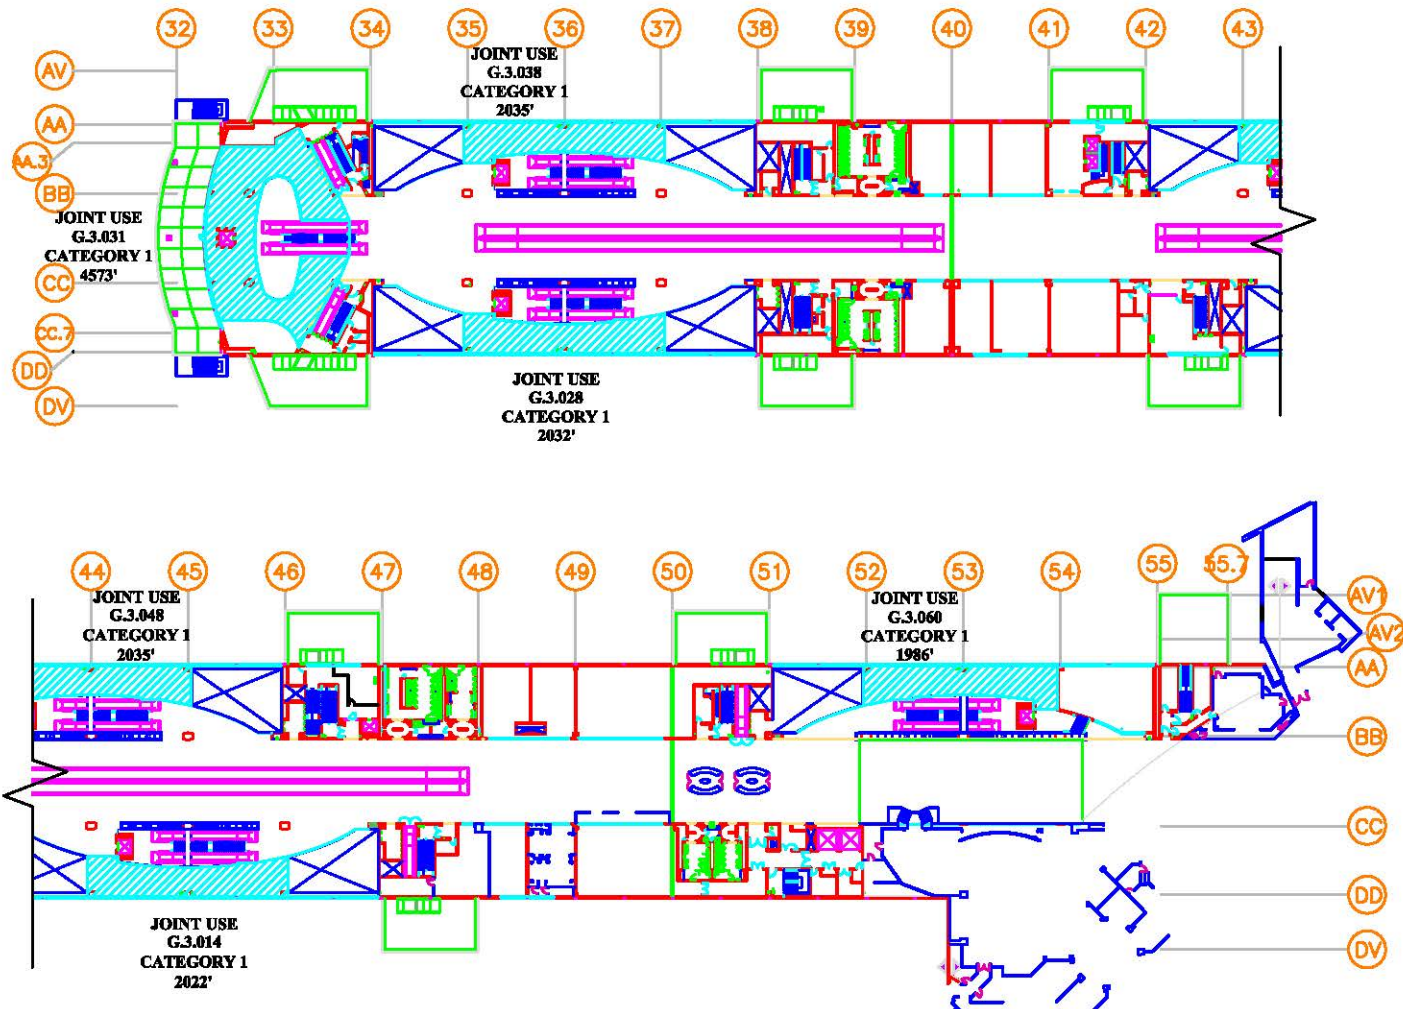 32 33 34 35 36 37 38 39 40 41 42 43
JOINT USE
G.3.038
CATEGORY 1
2035'
AV
AA
AA.3
BB
JOINT USE
G.3.031
CATEGORY 1
4573'
CC
CC.7
DD
DV
JOINT USE
G.3.028
CATEGORY 1
2032'
44 45 46 47 48 49 50 51 52 53 54 55 55.7
JOINT USE
G.3.048
CATEGORY 1
2035'
JOINT USE
G.3.060
CATEGORY 1
1986'
AV1
AV2
AA
BB
CC
DD
DV
JOINT USE
G.3.014
CATEGORY 1
2022'